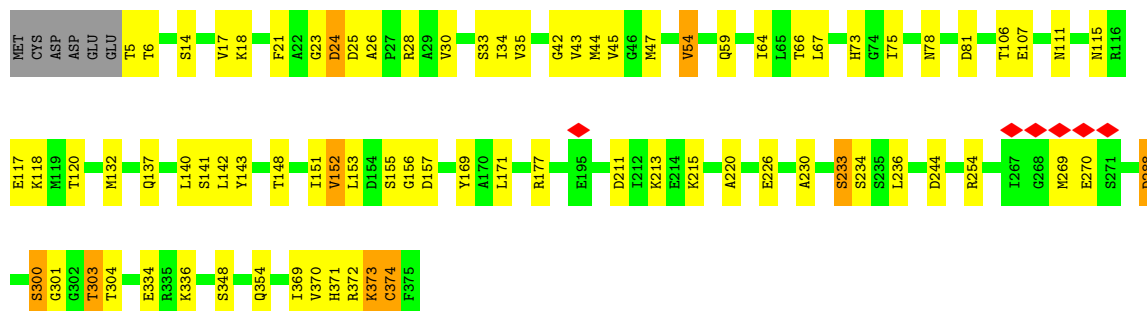 MET CYS ASP ASP GLU GLU T5 T6 S14 V17 K18 F21 A22 G23 D24 D25 A26 P27 R28 A29 V30 S33 I34 V35 G42 V43 M44 V45 G46 M47 V54 Q59 I64 L65 T66 L67 H73 G74 I75 N78 D81 T106 E107 N111 N115 R116
E117 K118 M119 T120 M132 Q137 L140 S141 L142 Y143 T148 I151 V152 L153 D154 S155 G156 D157 Y169 A170 L171 R177 E195 D211 I212 K213 E214 K215 A220 E226 A230 S233 S234 S235 L236 D244 R254 I267 G268 M269 E270 S271
S300 G301 G302 T303 T304 E334 R335 K336 S348 Q354 I369 V370 H371 R372 K373 C374 F375